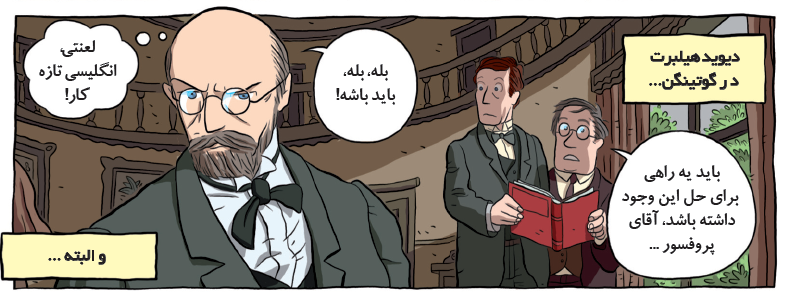 دیوید هیلبرت
در گوتینگن...
باید یه راهی
برای حل این وجود
داشته باشد، آقای
پروفسور ...
بله، بله،
باید باشه!
لعنتی،
انگلیسی تازه
کار!
و البته ...